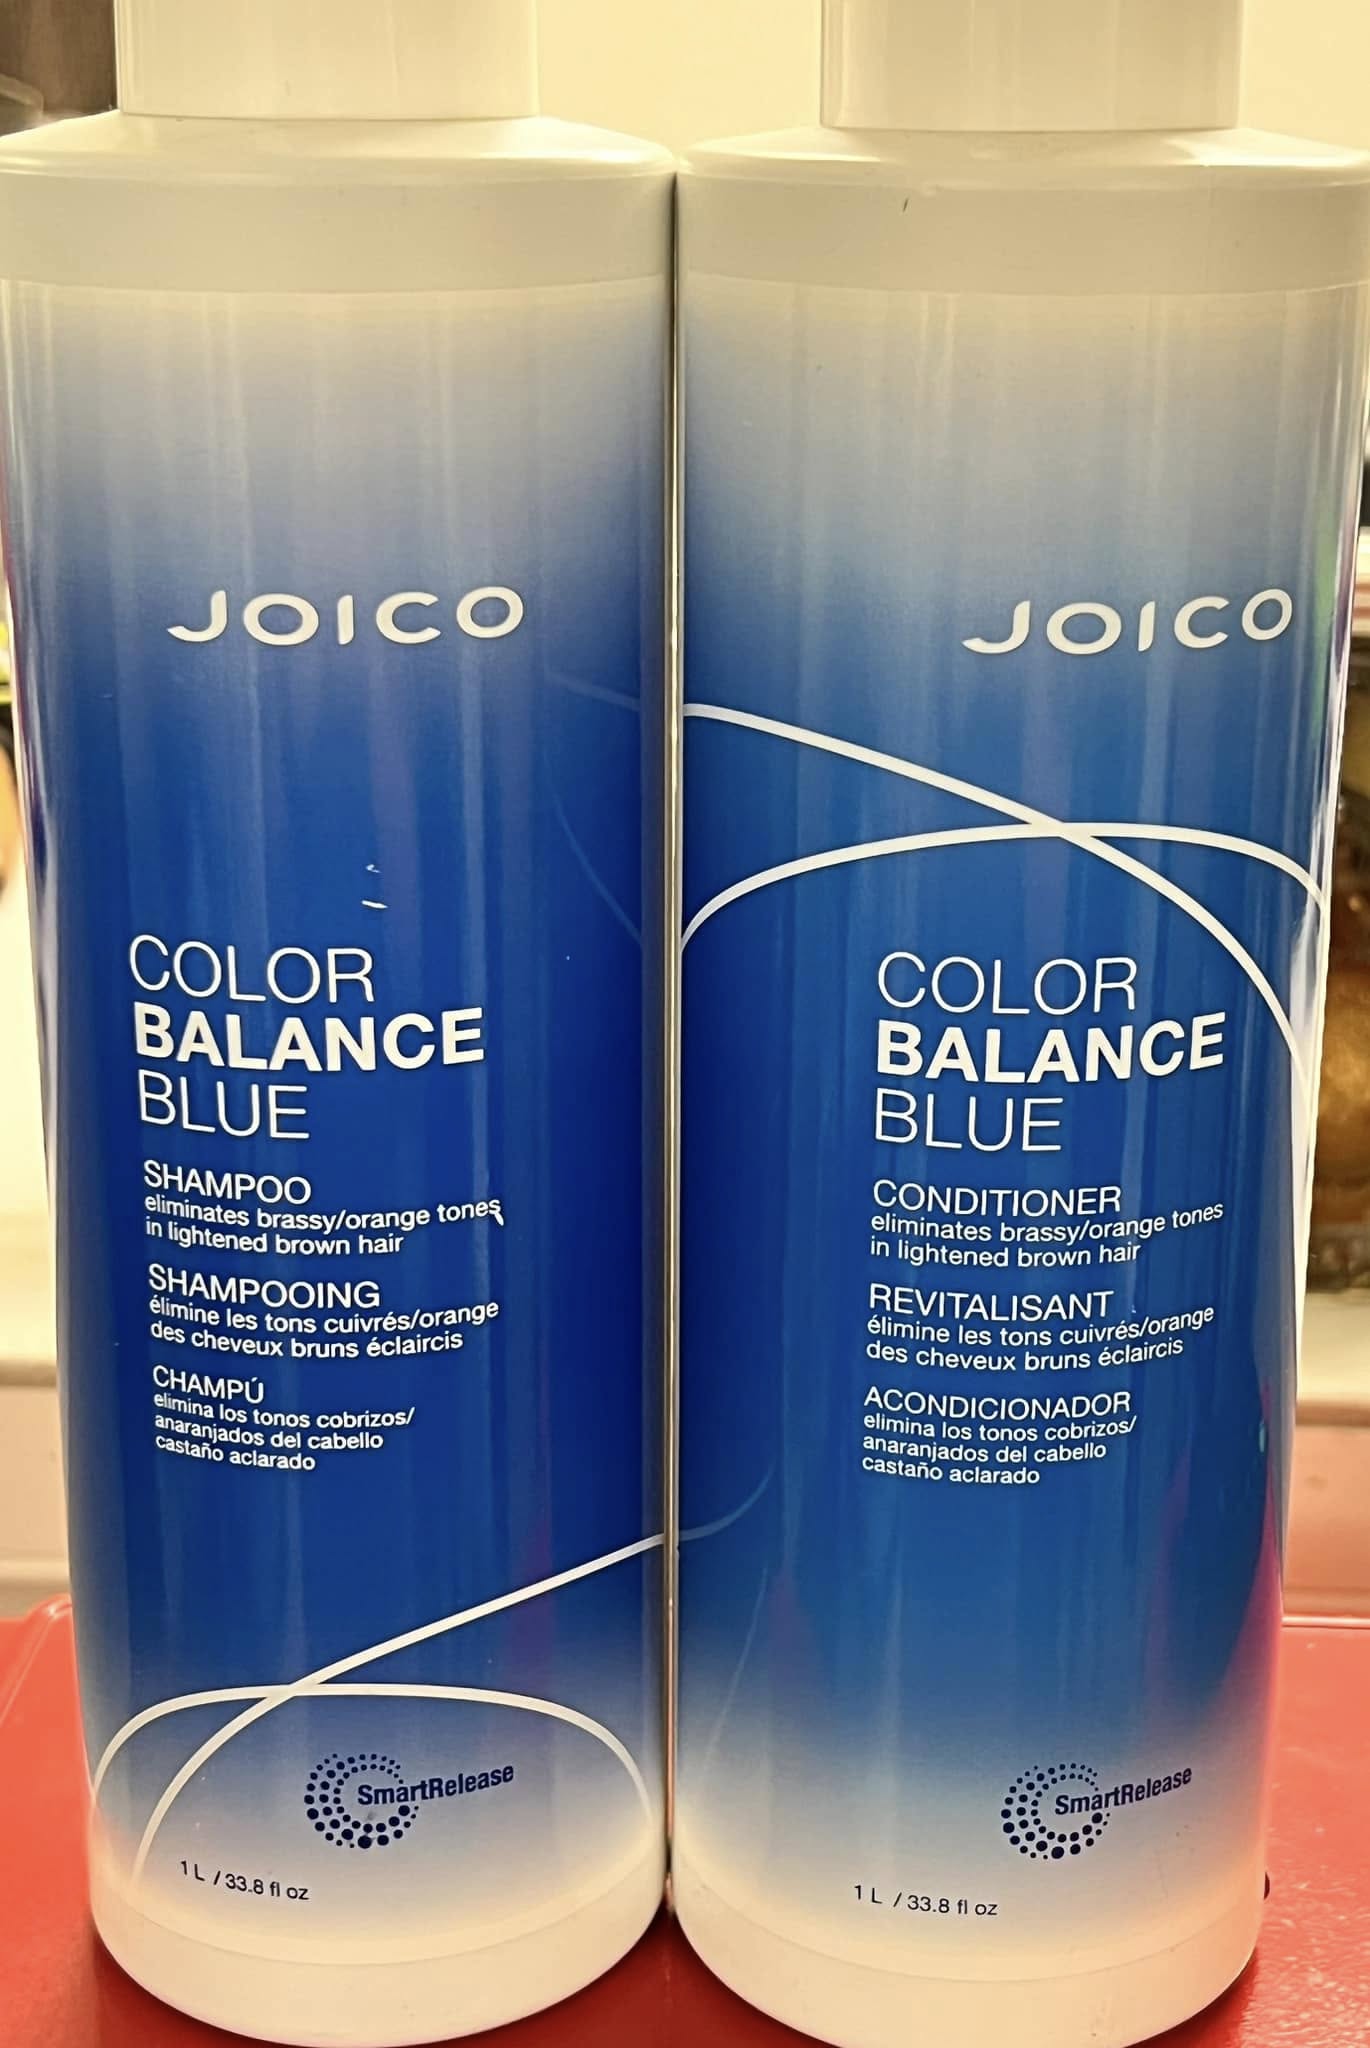 JOICO
COLOR
BALANCE
BLUE
SHAMPOO
eliminates brassy/orange tones
in lightened brown hair
SHAMPOOING
élimine les tons cuivrés/orange
des cheveux bruns éclaircis
CHAMPÚ
elimina los tonos cobrizos/
anaranjados del cabello
castaño aclarado
SmartRelease
1 L / 33.8 fl oz
JOICO
COLOR
BALANCE
BLUE
CONDITIONER
eliminates brassy/orange tones
in lightened brown hair
REVITALISANT
élimine les tons cuivrés/orange
des cheveux bruns éclaircis
ACONDICIONADOR
elimina los tonos cobrizos/
anaranjados del cabello
castaño aclarado
SmartRelease
1 L / 33.8 fl oz